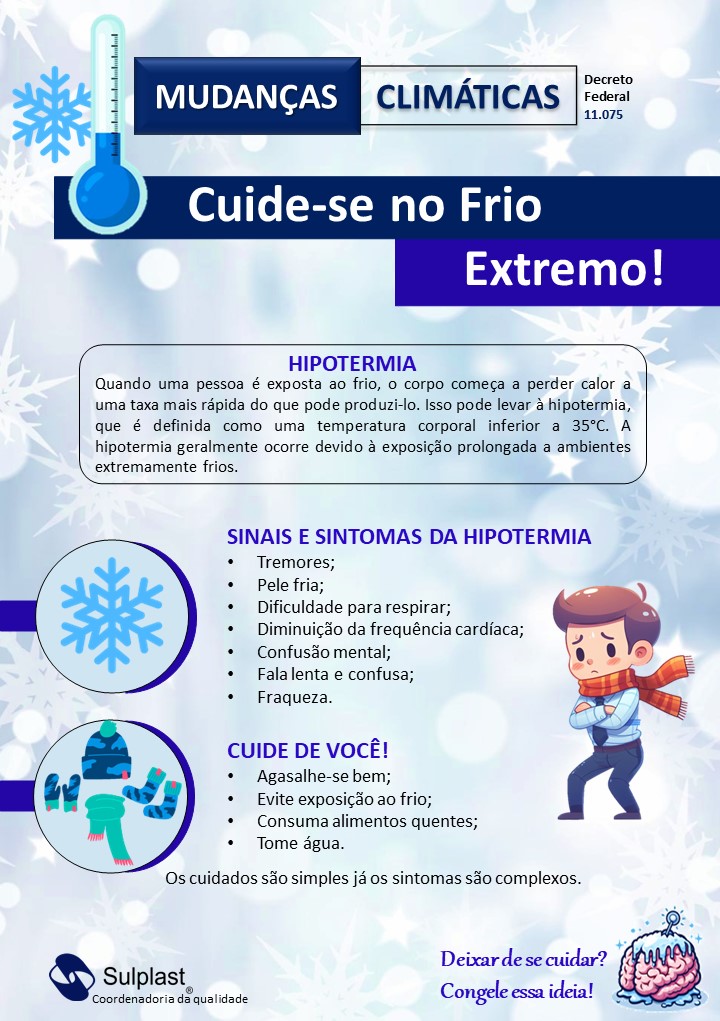 MUDANÇAS CLIMÁTICAS
Decreto
Federal
11.075
Cuide-se no Frio
Extremo!
HIPOTERMIA
Quando uma pessoa é exposta ao frio, o corpo começa a perder calor a
uma taxa mais rápida do que pode produzi-lo. Isso pode levar à hipotermia,
que é definida como uma temperatura corporal inferior a 35°C. A
hipotermia geralmente ocorre devido à exposição prolongada a ambientes
extremamente frios.
SINAIS E SINTOMAS DA HIPOTERMIA
• Tremores;
• Pele fria;
• Dificuldade para respirar;
• Diminuição da frequência cardíaca;
• Confusão mental;
• Fala lenta e confusa;
• Fraqueza.
CUIDE DE VOCÊ!
• Agasalhe-se bem;
• Evite exposição ao frio;
• Consuma alimentos quentes;
• Tome água.
Os cuidados são simples já os sintomas são complexos.
Deixar de se cuidar?
Congele essa ideia!
Sulplast®
Coordenadoria da qualidade